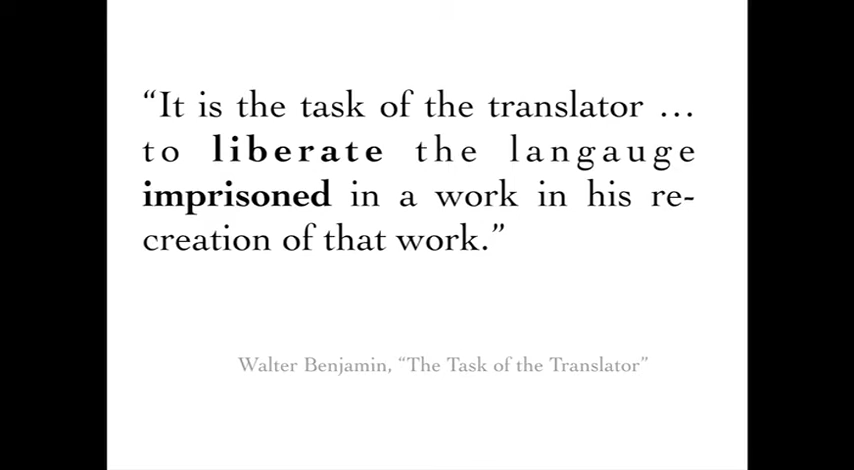 “It is the task of the translator …
to liberate the langauge
imprisoned in a work in his re-
creation of that work.”
Walter Benjamin, “The Task of the Translator”